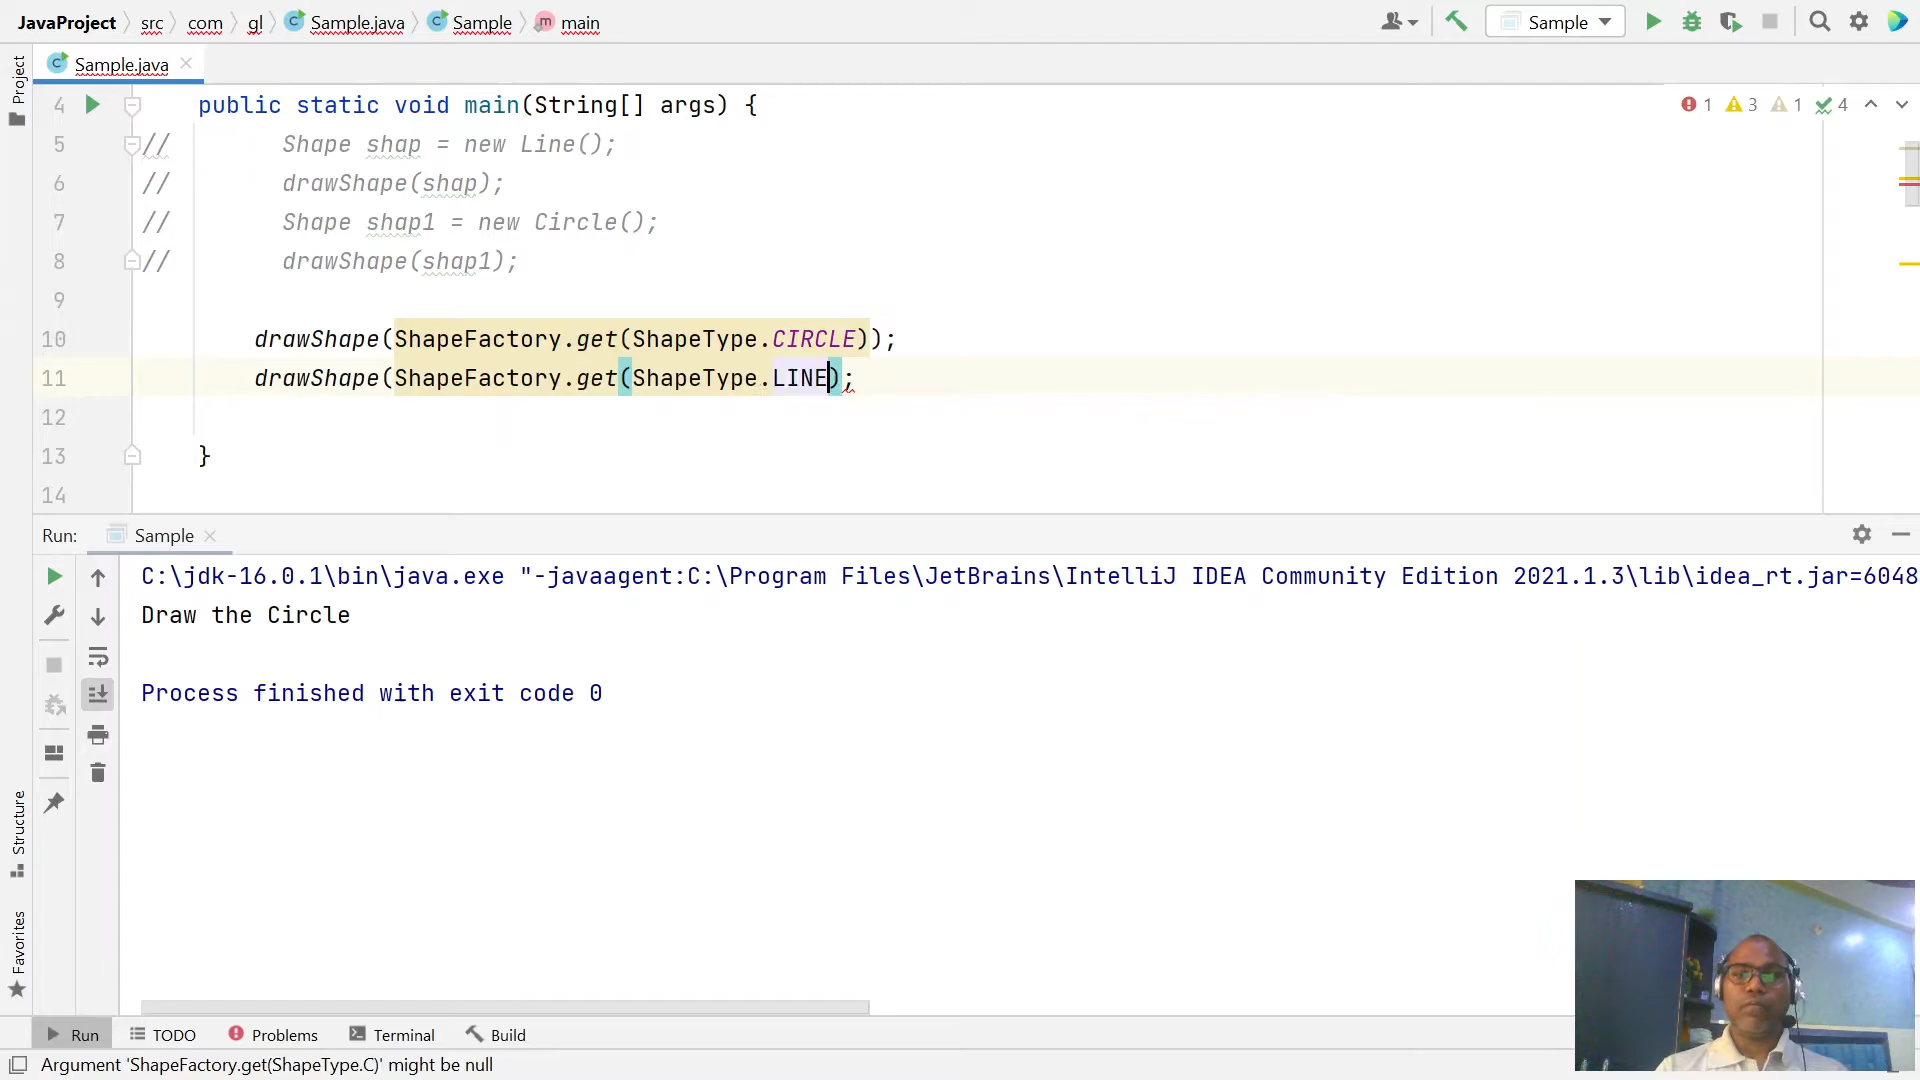 JavaProject src com gl Sample.java Sample main
Sample
Sample.java
Project
4 public static void main(String[] args) {
1 3 1 4
5 // Shape shap = new Line();
6 // drawShape(shap);
7 // Shape shap1 = new Circle();
8 // drawShape(shap1);
9
10 drawShape(ShapeFactory.get(ShapeType.CIRCLE));
11 drawShape(ShapeFactory.get(ShapeType.LINE);
12
13 }
14
Run: Sample
C:\jdk-16.0.1\bin\java.exe "-javaagent:C:\Program Files\JetBrains\IntelliJ IDEA Community Edition 2021.1.3\lib\idea_rt.jar=6048
Draw the Circle
Process finished with exit code 0
Structure
Favorites
Run TODO Problems Terminal Build
Argument 'ShapeFactory.get(ShapeType.C)' might be null